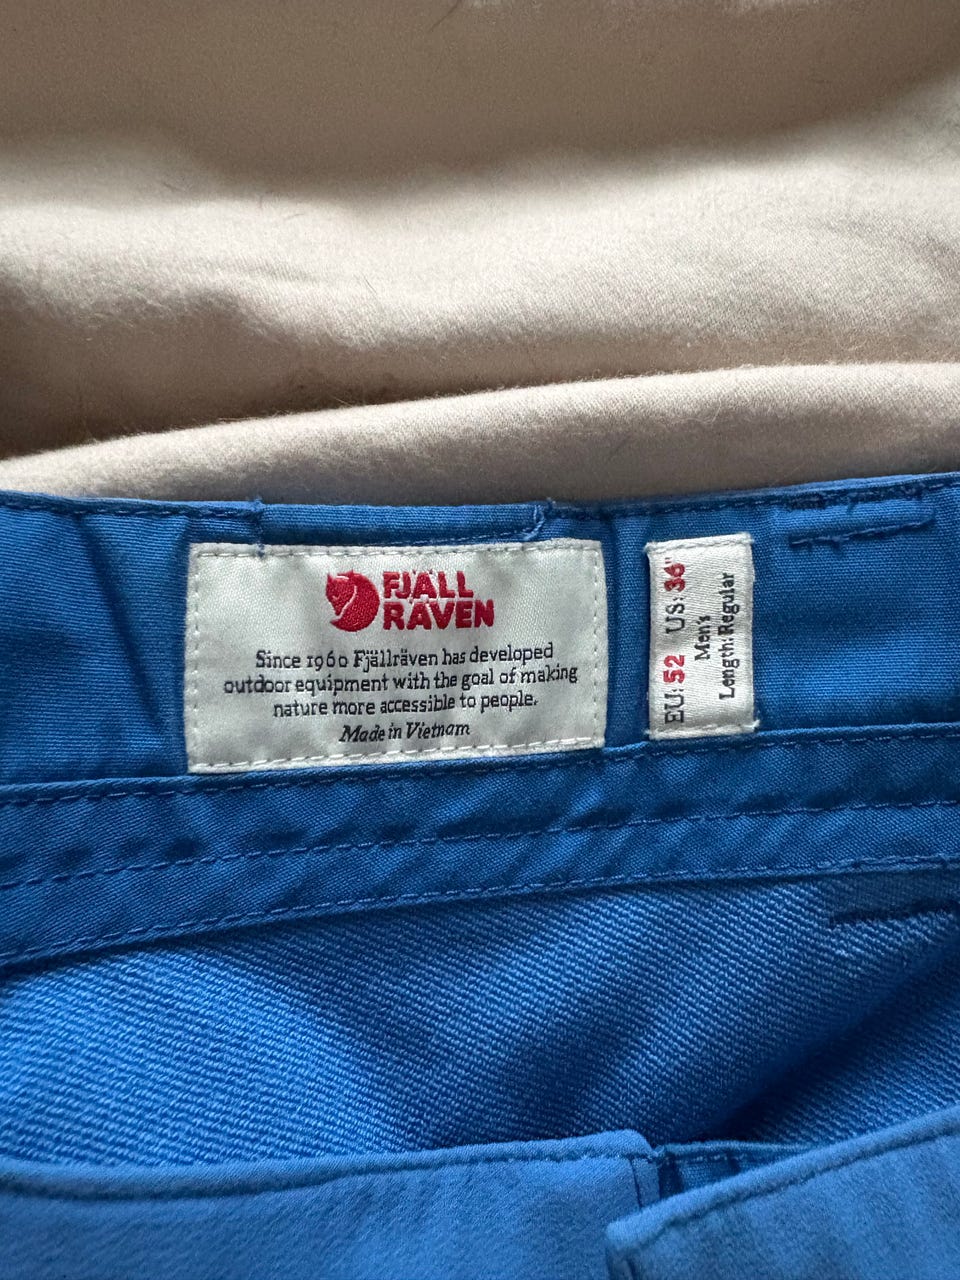 FJÄLL
RÄVEN
Since 1960 Fjällräven has developed
outdoor equipment with the goal of making
nature more accessible to people.
Made in Vietnam
EU: 52 US: 36"
Men's
Length: Regular